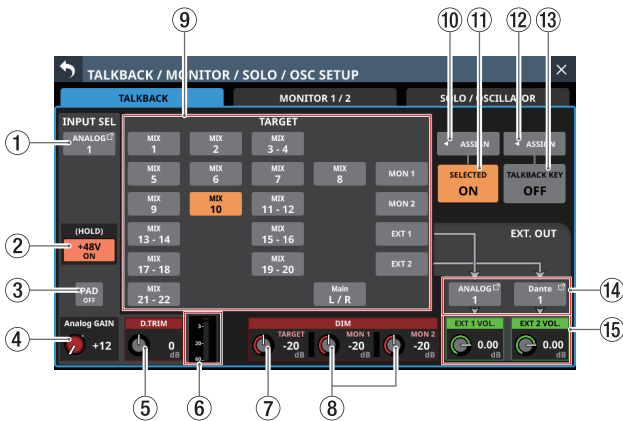 ⑨ ⑩ ⑪ ⑫ ⑬
TALKBACK / MONITOR / SOLO / OSC SETUP
TALKBACK MONITOR 1 / 2 SOLO / OSCILLATOR
INPUT SEL
TARGET
①
ANALOG
1
MIX
1
MIX
2
MIX
3 - 4
MIX
5
MIX
6
MIX
7
MIX
8
MON 1
MIX
9
MIX
10
MIX
11 - 12
MON 2
MIX
13 - 14
MIX
15 - 16
EXT 1
MIX
17 - 18
MIX
19 - 20
EXT 2
MIX
21 - 22
Main
L / R
ASSIGN
ASSIGN
SELECTED
ON
TALKBACK KEY
OFF
②
(HOLD)
+48V
ON
EXT. OUT
③
PAD
OFF
ANALOG
1
Dante
1
⑭
④
Analog GAIN
+12
D.TRIM
0
dB
3-
20-
60-
DIM
TARGET
-20
dB
MON 1
-20
dB
MON 2
-20
dB
EXT 1 VOL.
0.00
dB
EXT 2 VOL.
0.00
dB
⑮
⑤ ⑥ ⑦ ⑧